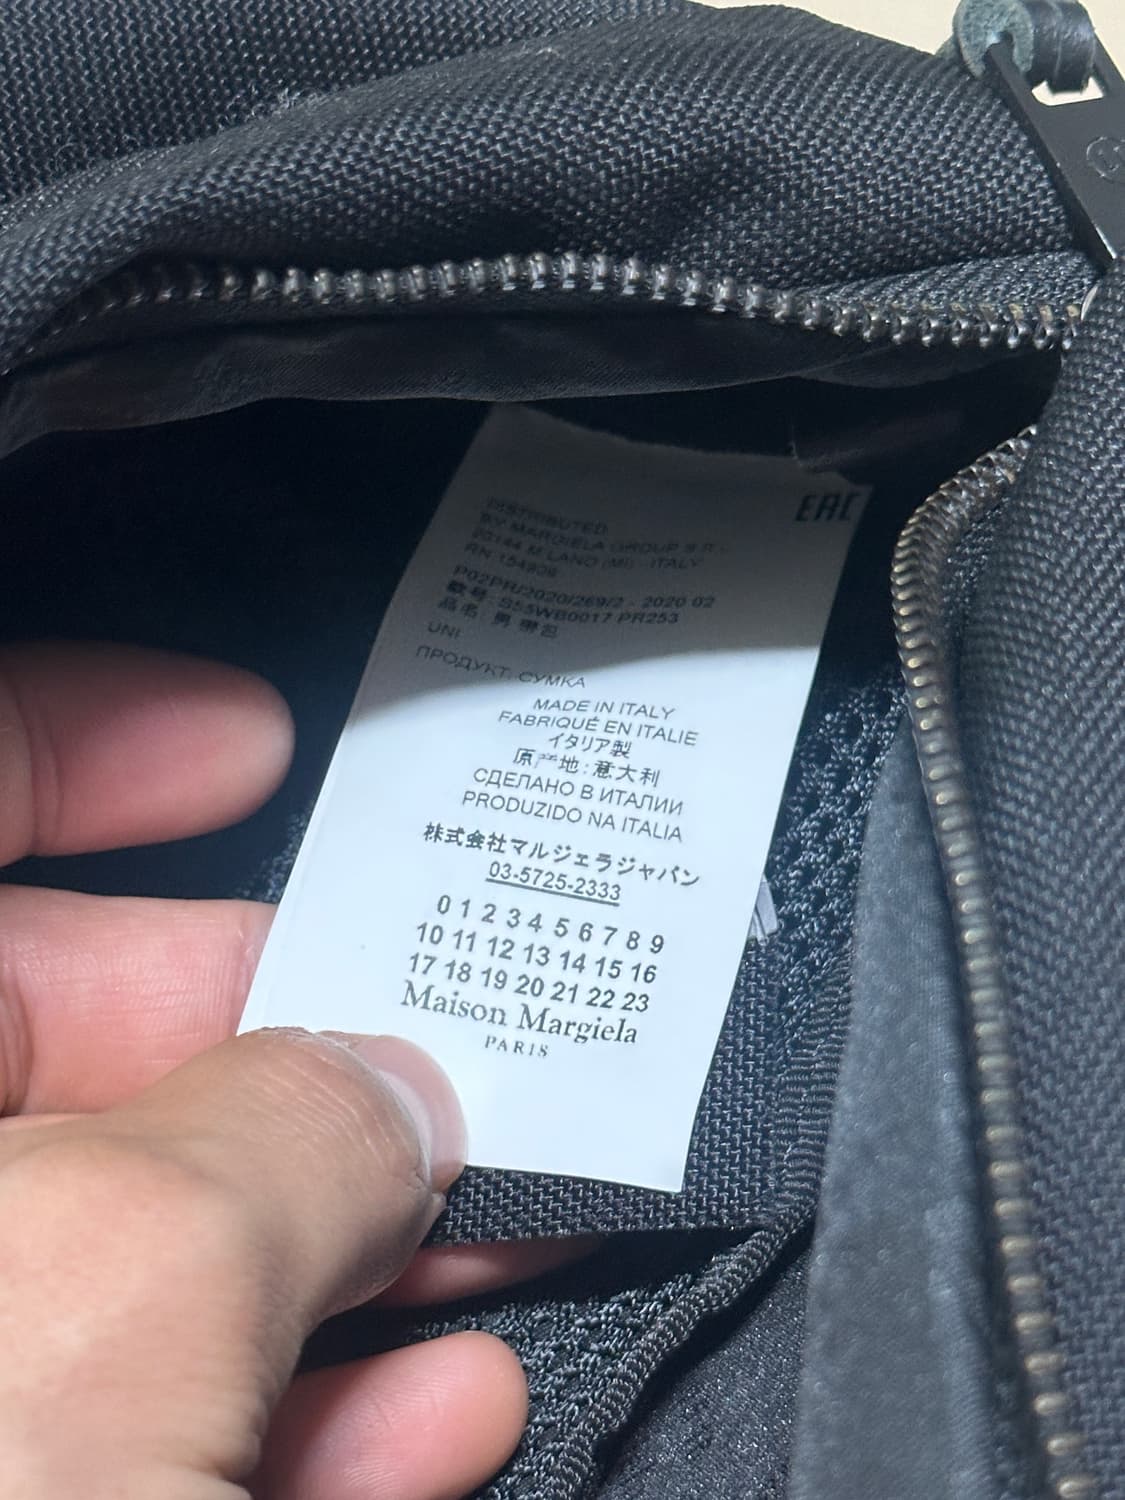 EAC
DISTRIBUTED
BY MARGIELA GROUP S.R.L.
20144 MILANO (MI) - ITALY
RN 154938
P02PR/2020/269/2 - 2020 02
款号: S55WB0017 PR253
品名: 男 挎包
UNI
ПРОДУКТ: СУМКА
MADE IN ITALY
FABRIQUÉ EN ITALIE
イタリア製
原产地:意大利
СДЕЛАНО В ИТАЛИИ
PRODUZIDO NA ITALIA
株式会社マルジェラジャパン
03-5725-2333
0 1 2 3 4 5 6 7 8 9
10 11 12 13 14 15 16
17 18 19 20 21 22 23
Maison Margiela
PARIS